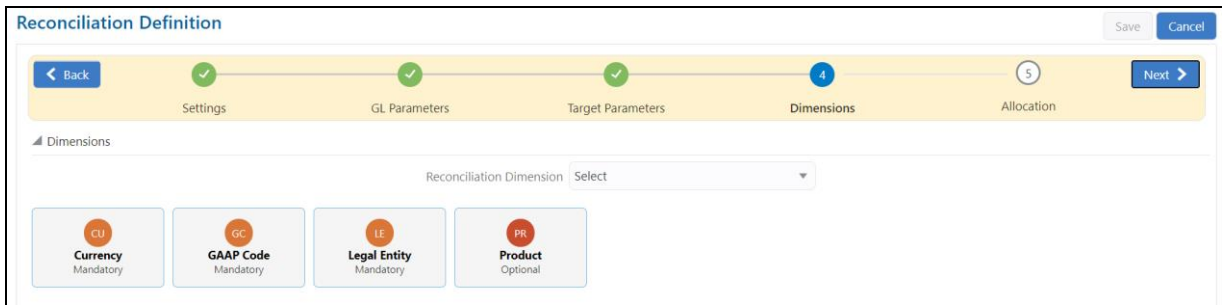 Reconciliation Definition
Save
Cancel
Back
4
5
Next
Settings
GL Parameters
Target Parameters
Dimensions
Allocation
Dimensions
Reconciliation Dimension Select
CU
GC
LE
PR
Currency
GAAP Code
Legal Entity
Product
Mandatory
Mandatory
Mandatory
Optional